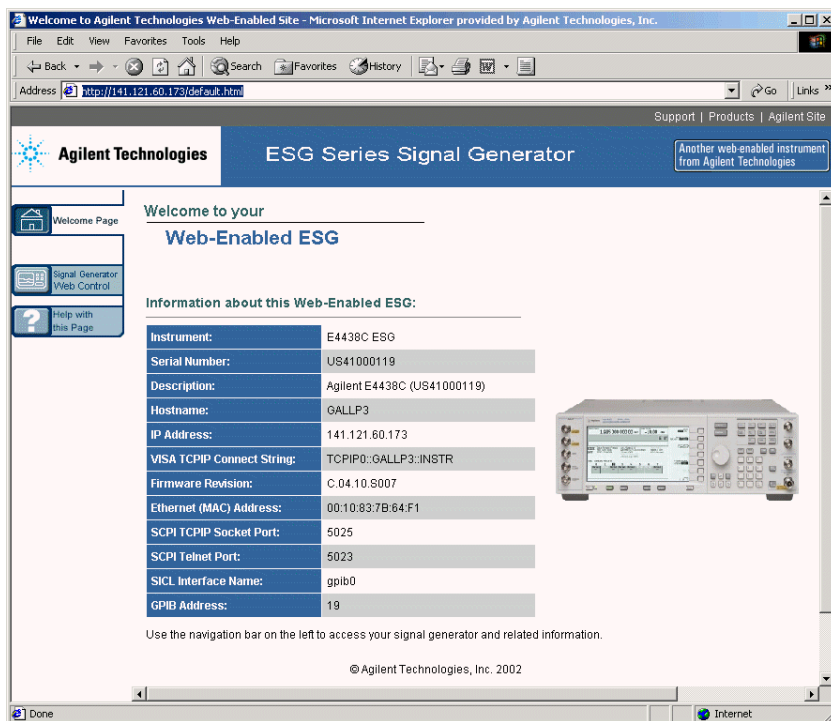 Welcome to Agilent Technologies Web-Enabled Site - Microsoft Internet Explorer provided by Agilent Technologies, Inc.
File Edit View Favorites Tools Help
Back Search Favorites History
Address http://141.121.60.173/default.html Go Links »
Support | Products | Agilent Site
Agilent Technologies
ESG Series Signal Generator
Another web-enabled instrument
from Agilent Technologies
Welcome Page
Signal Generator
Web Control
Help with
this Page
Welcome to your
Web-Enabled ESG
Information about this Web-Enabled ESG:
Instrument: E4438C ESG
Serial Number: US41000119
Description: Agilent E4438C (US41000119)
Hostname: GALLP3
IP Address: 141.121.60.173
VISA TCPIP Connect String: TCPIP0::GALLP3::INSTR
Firmware Revision: C.04.10.S007
Ethernet (MAC) Address: 00:10:83:7B:64:F1
SCPI TCPIP Socket Port: 5025
SCPI Telnet Port: 5023
SICL Interface Name: gpib0
GPIB Address: 19
Use the navigation bar on the left to access your signal generator and related information.
© Agilent Technologies, Inc. 2002
Done
Internet